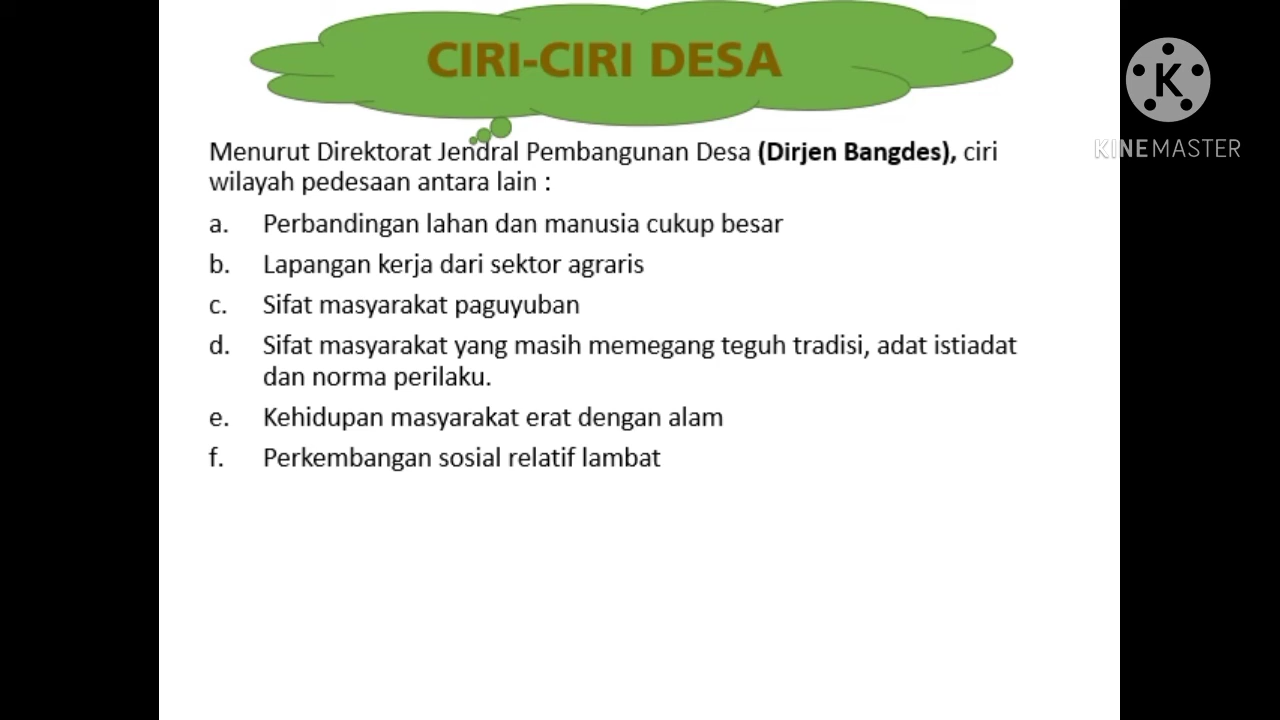 CIRI-CIRI DESA
K
KINEMASTER
Menurut Direktorat Jendral Pembangunan Desa (Dirjen Bangdes), ciri
wilayah pedesaan antara lain :
a. Perbandingan lahan dan manusia cukup besar
b. Lapangan kerja dari sektor agraris
c. Sifat masyarakat paguyuban
d. Sifat masyarakat yang masih memegang teguh tradisi, adat istiadat
dan norma perilaku.
e. Kehidupan masyarakat erat dengan alam
f. Perkembangan sosial relatif lambat